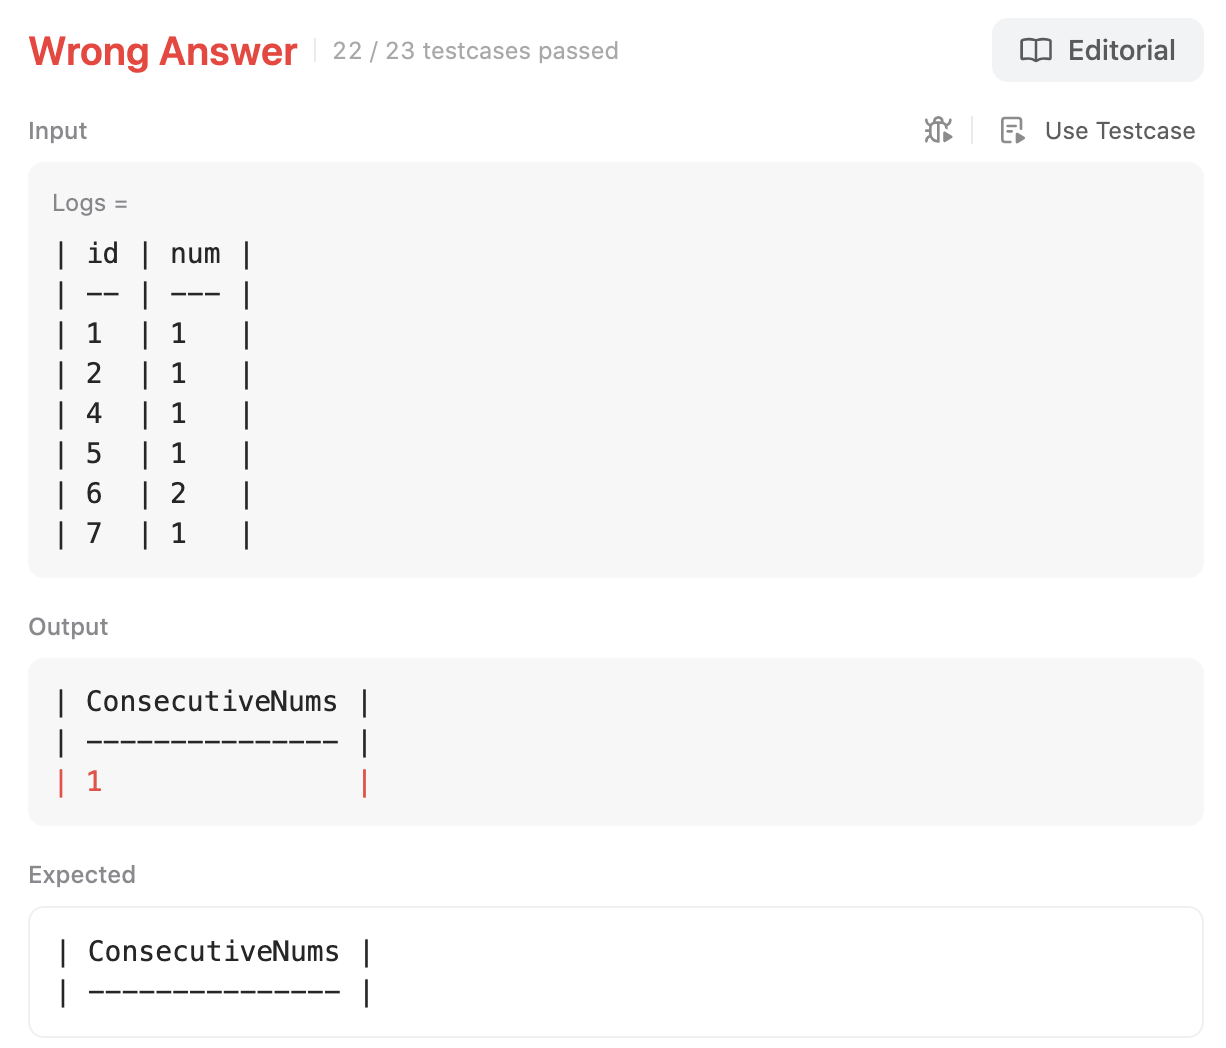 Wrong Answer | 22 / 23 testcases passed
Editorial
Input
Use Testcase
Logs =
| id | num |
| -- | --- |
| 1  | 1   |
| 2  | 1   |
| 4  | 1   |
| 5  | 1   |
| 6  | 2   |
| 7  | 1   |
Output
| ConsecutiveNums |
| --------------- |
| 1               |
Expected
| ConsecutiveNums |
| --------------- |